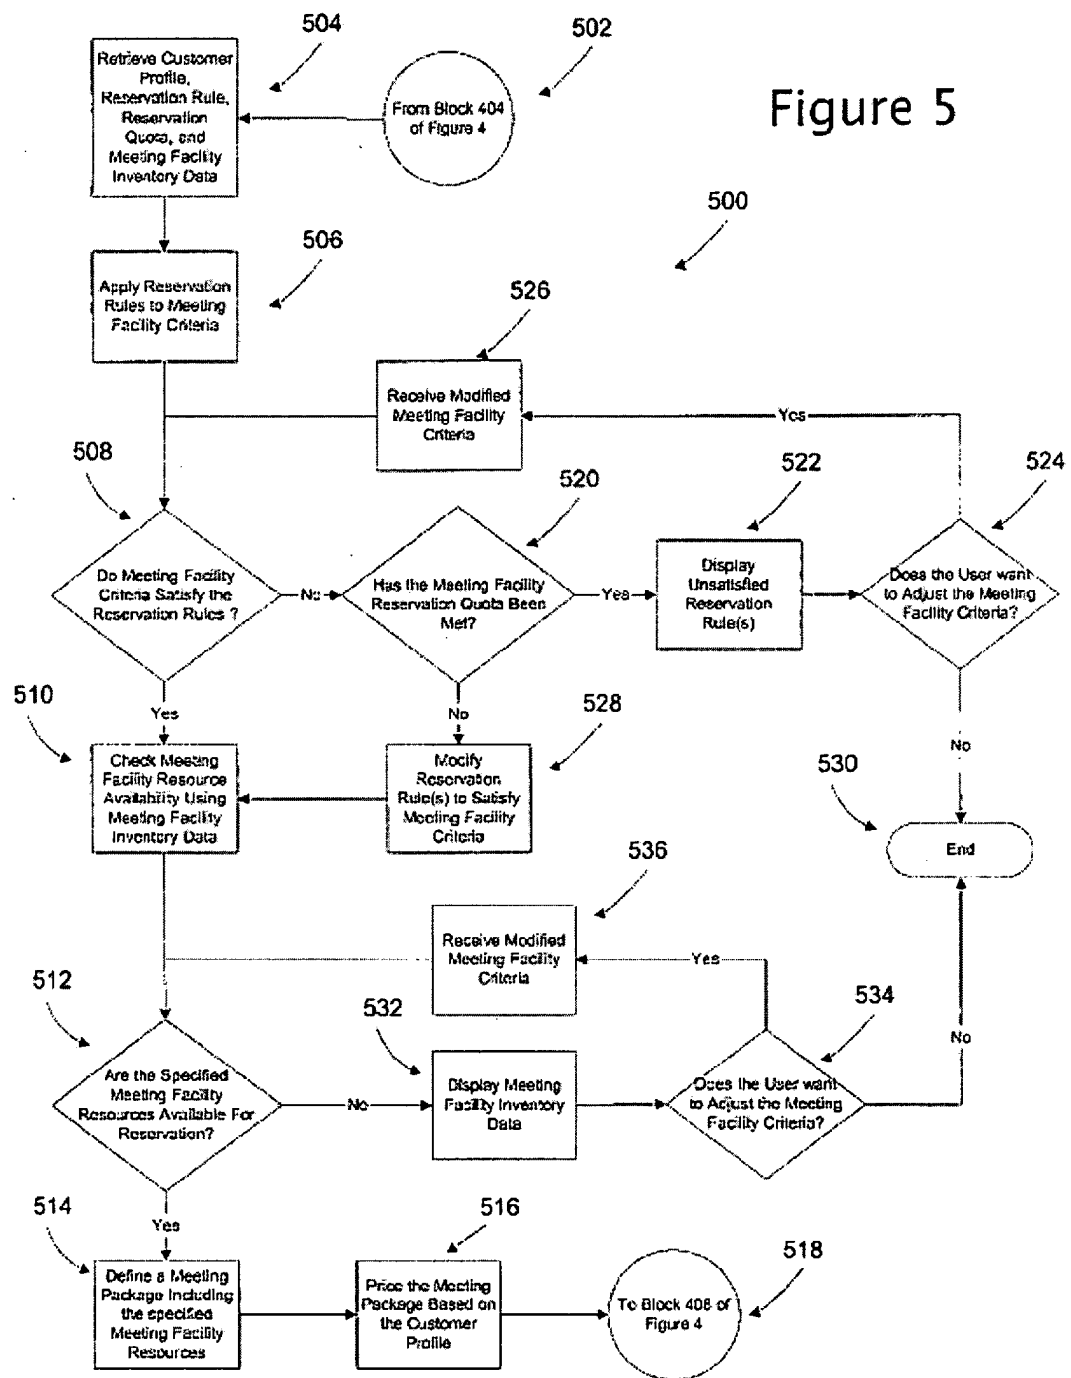 504
502
Retrieve Customer
Profile,
Reservation Rule,
Reservation
Quota, and
Meeting Facility
Inventory Data
From Block 404
of Figure 4
Figure 5
500
506
Apply Reservation
Rules to Meeting
Facility Criteria
526
Receive Modified
Meeting Facility
Criteria
Yes
508
520
522
524
Do Meeting Facility
Criteria Satisfy the
Reservation Rules ?
No
Has the Meeting Facility
Reservation Quota Been
Met?
Yes
Display
Unsatisfied
Reservation
Rule(s)
Does the User want
to Adjust the Meeting
Facility Criteria?
510
Yes
No
528
No
Check Meeting
Facility Resource
Availability Using
Meeting Facility
Inventory Data
Modify
Reservation
Rule(s) to Satisfy
Meeting Facility
Criteria
530
End
536
Receive Modified
Meeting Facility
Criteria
Yes
512
532
534
No
Are the Specified
Meeting Facility
Resources Available For
Reservation?
No
Display Meeting
Facility Inventory
Data
Does the User want
to Adjust the Meeting
Facility Criteria?
514
Yes
516
518
Define a Meeting
Package Including
the specified
Meeting Facility
Resources
Price the Meeting
Package Based on
the Customer
Profile
To Block 408 of
Figure 4